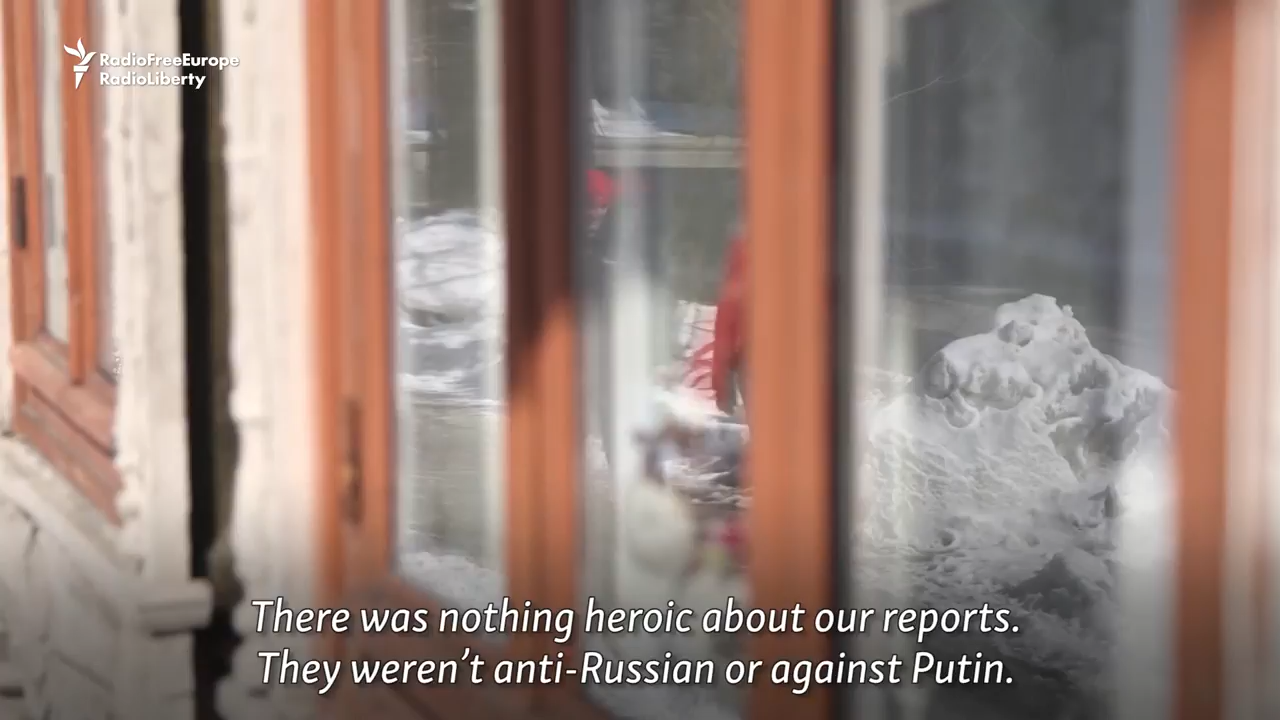 RadioFreeEurope
RadioLiberty
There was nothing heroic about our reports.
They weren't anti-Russian or against Putin.